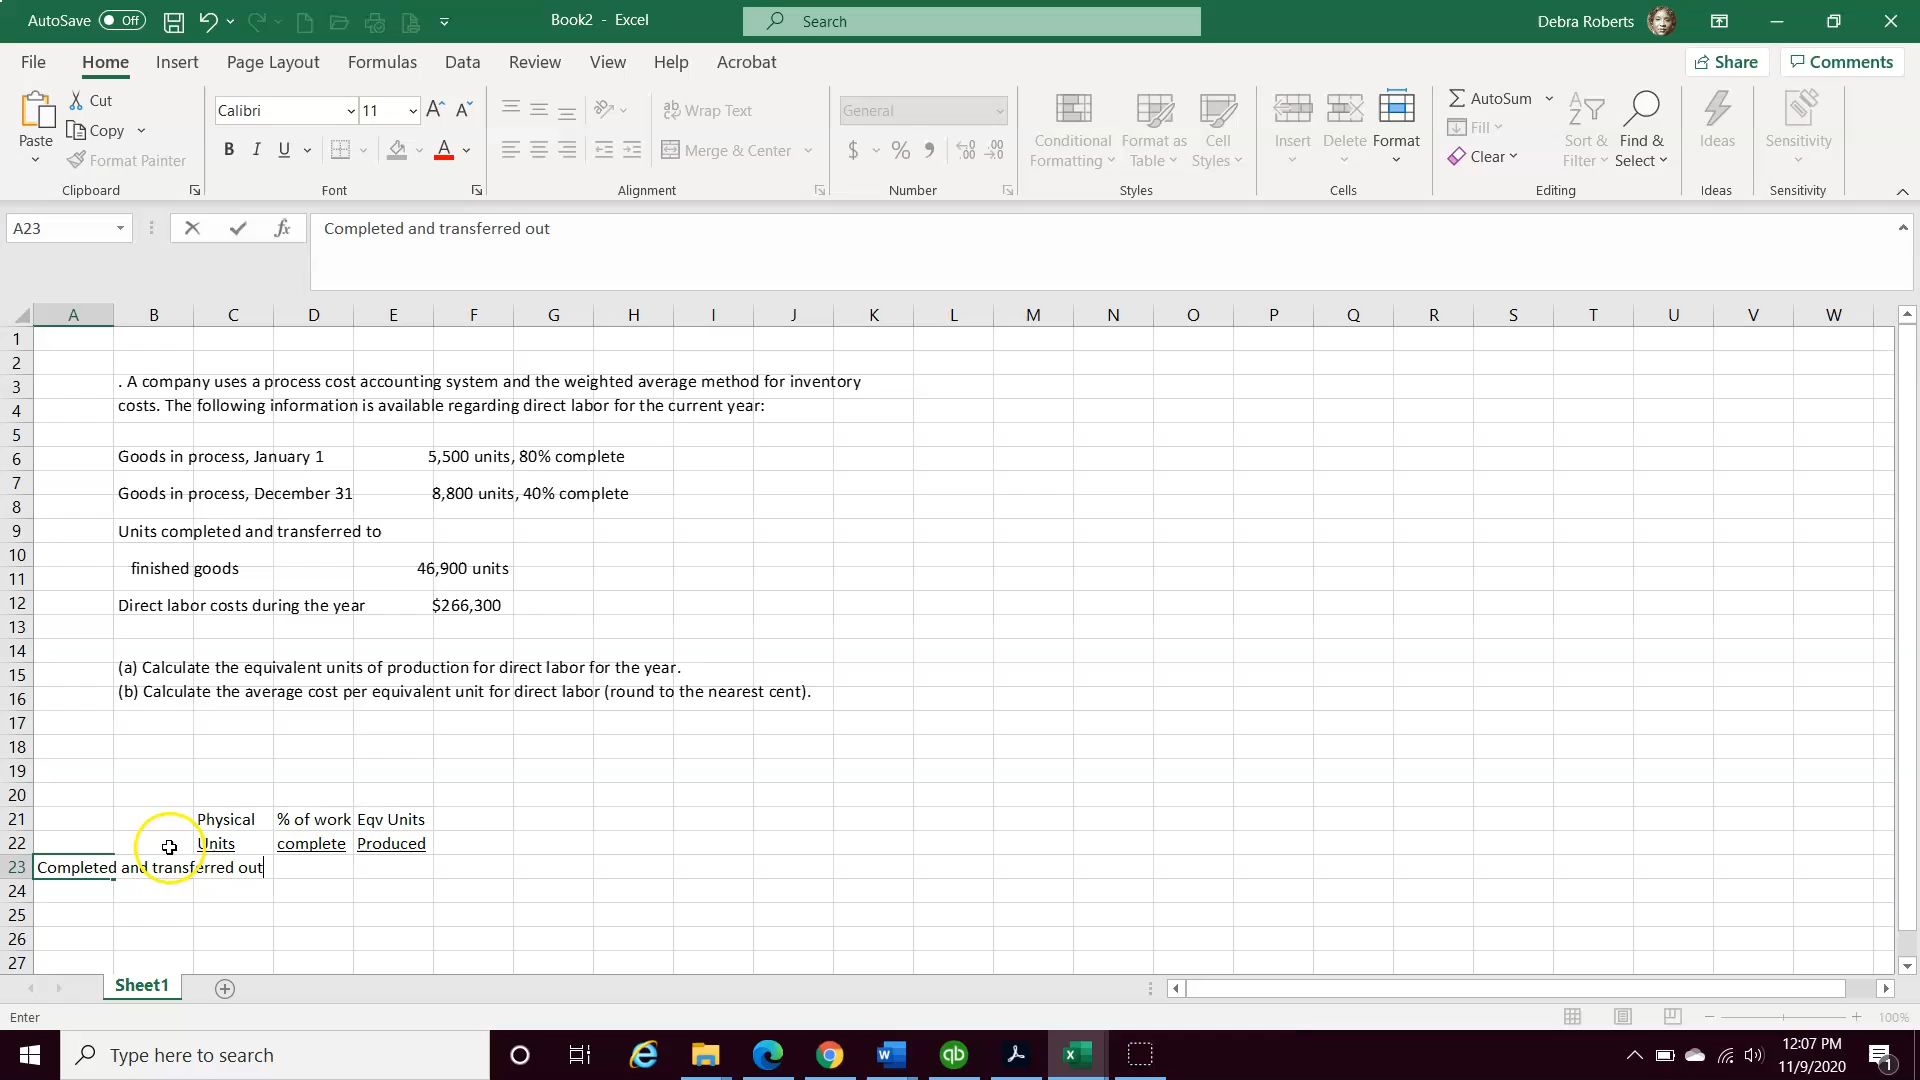 AutoSave Off Book2 - Excel Search Debra Roberts
File Home Insert Page Layout Formulas Data Review View Help Acrobat Share Comments
Paste Cut Copy Format Painter
Calibri 11
B I U A
Wrap Text
Merge & Center
General
$ % 9
Conditional Formatting
Format as Table
Cell Styles
Insert Delete Format
AutoSum
Fill
Clear
Sort & Filter
Find & Select
Ideas
Sensitivity
Clipboard Font Alignment Number Styles Cells Editing Ideas Sensitivity
A23 fx Completed and transferred out
A B C D E F G H I J K L M N O P Q R S T U V W
1
2
3 . A company uses a process cost accounting system and the weighted average method for inventory
4 costs. The following information is available regarding direct labor for the current year:
5
6 Goods in process, January 1 5,500 units, 80% complete
7
8 Goods in process, December 31 8,800 units, 40% complete
9 Units completed and transferred to
10
11 finished goods 46,900 units
12 Direct labor costs during the year $266,300
13
14
15 (a) Calculate the equivalent units of production for direct labor for the year.
16 (b) Calculate the average cost per equivalent unit for direct labor (round to the nearest cent).
17
18
19
20
21 Physical % of work Eqv Units
22 Units complete Produced
23 Completed and transferred out
24
25
26
27
Sheet1
Enter 100%
Type here to search
12:07 PM
11/9/2020
1